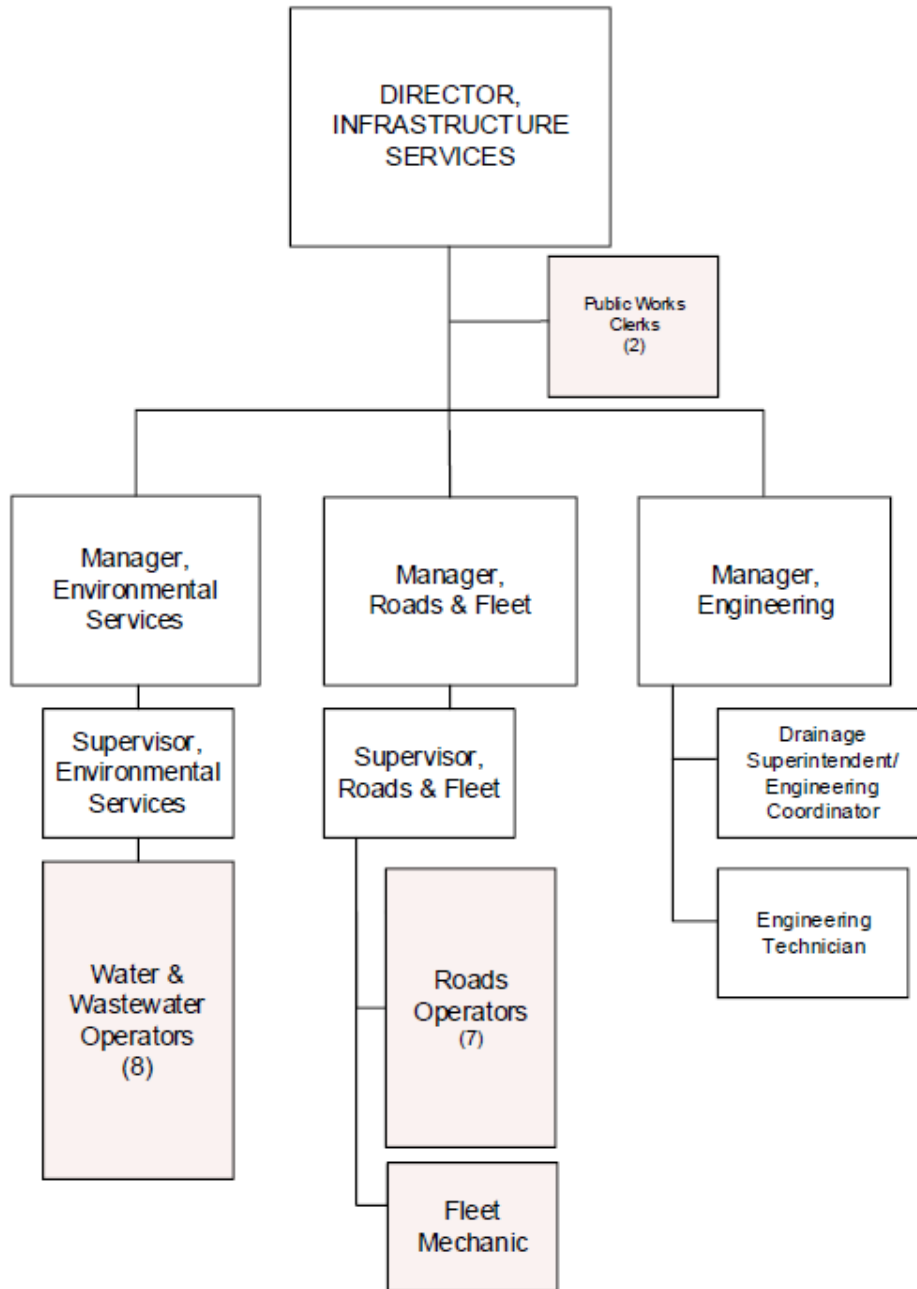 DIRECTOR,
INFRASTRUCTURE
SERVICES
Public Works
Clerks
(2)
Manager,
Environmental
Services
Manager,
Roads & Fleet
Manager,
Engineering
Supervisor,
Environmental
Services
Supervisor,
Roads & Fleet
Drainage
Superintendent/
Engineering
Coordinator
Water &
Wastewater
Operators
(8)
Roads
Operators
(7)
Engineering
Technician
Fleet
Mechanic